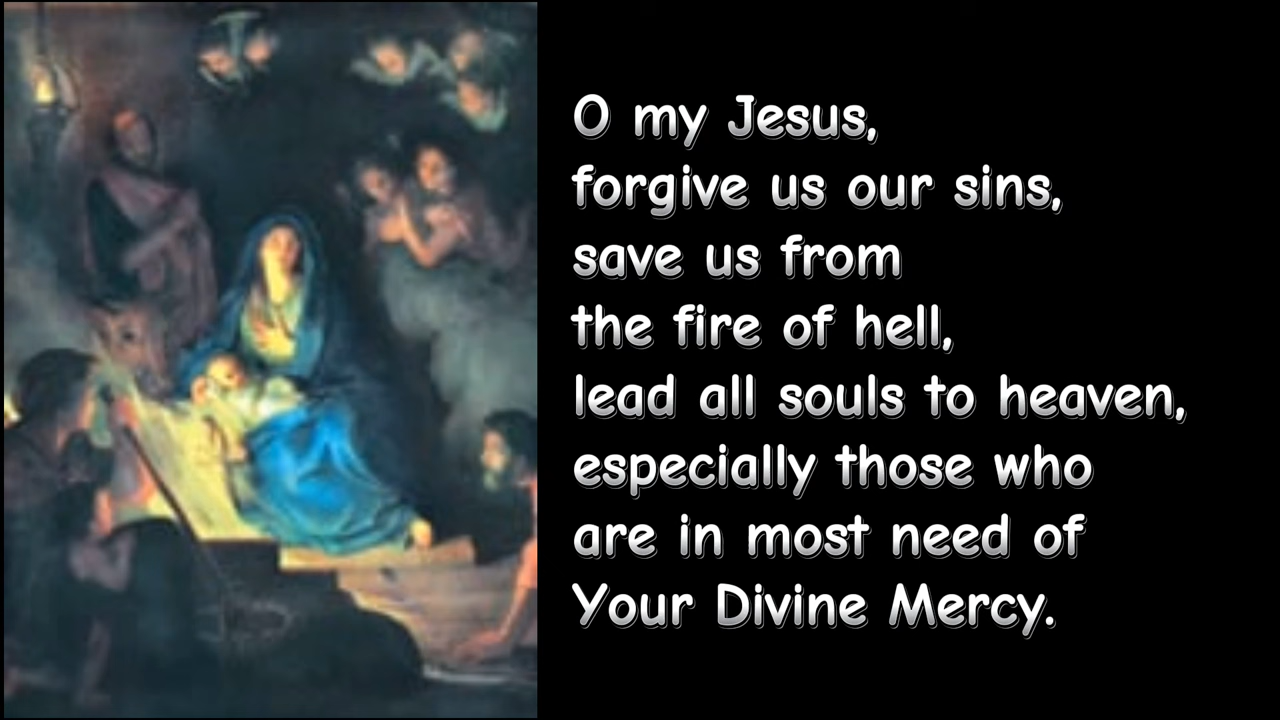 O my Jesus,
forgive us our sins,
save us from
the fire of hell,
lead all souls to heaven,
especially those who
are in most need of
Your Divine Mercy.